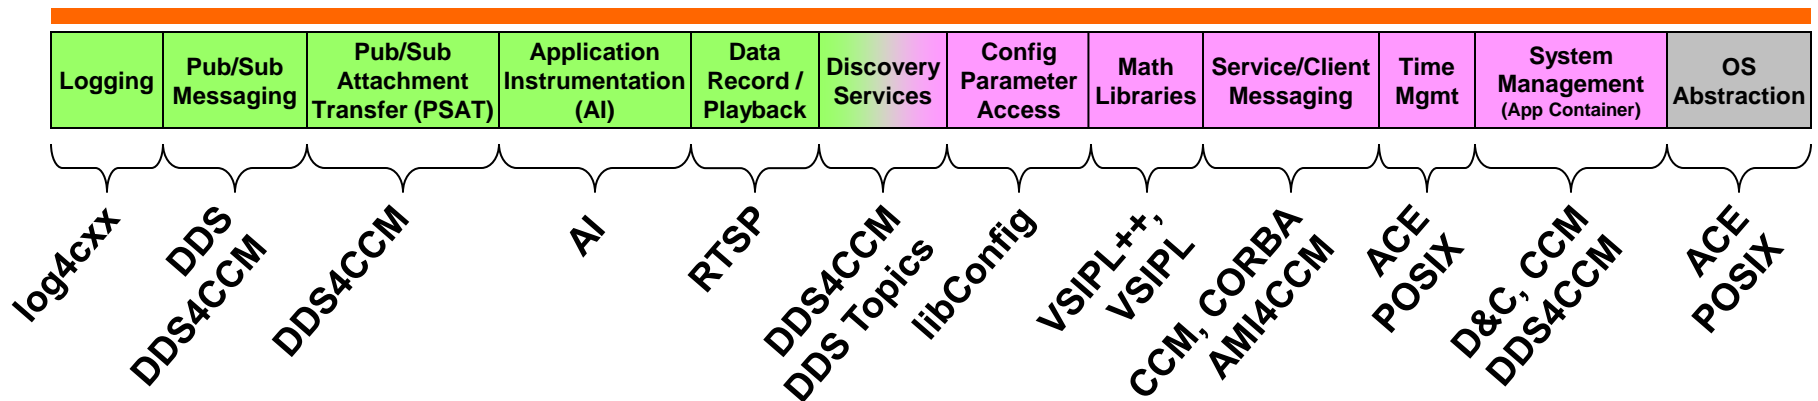 Logging
Pub/Sub
Messaging
Pub/Sub
Attachment
Transfer (PSAT)
Application
Instrumentation
(AI)
Data
Record /
Playback
Discovery
Services
Config
Parameter
Access
Math
Libraries
Service/Client
Messaging
Time
Mgmt
System
Management
(App Container)
OS
Abstraction
log4cxx
DDS
DDS4CCM
DDS4CCM
AI
RTSP
DDS4CCM
DDS Topics
libConfig
VSIPL++,
VSIPL
CCM, CORBA
AMI4CCM
ACE
POSIX
D&C, CCM
DDS4CCM
ACE
POSIX